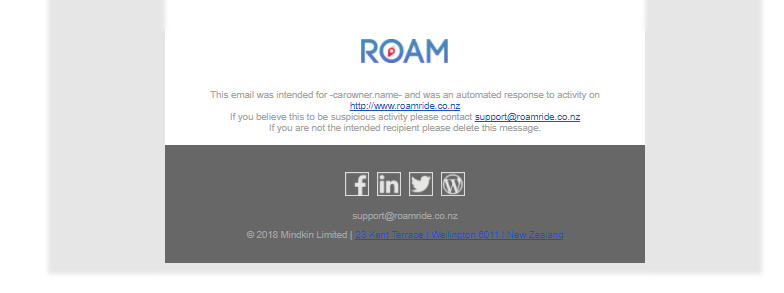 ROAM
This email was intended for -carowner.name- and was an automated response to activity on
http://www.roamride.co.nz
If you believe this to be suspicious activity please contact support@roamride.co.nz
If you are not the intended recipient please delete this message.
support@roamride.co.nz
© 2018 Mindkin Limited | 23 Kent Terrace | Wellington 6011 | New Zealand